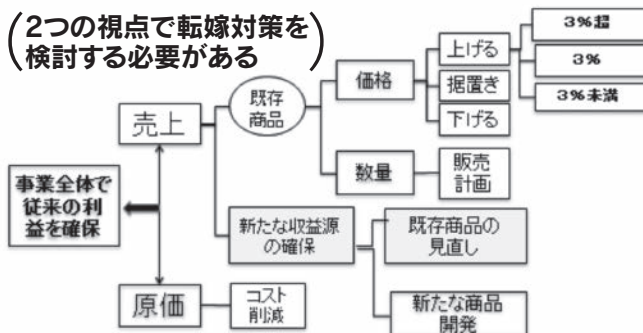 2つの視点で転嫁対策を
検討する必要がある
事業全体で
従来の利
益を確保
売上
原価
既存
商品
新たな収益源
の確保
コスト
削減
価格
数量
上げる
据置き
下げる
3%超
3%
3%未満
販売
計画
既存商品の
見直し
新たな商品
開発